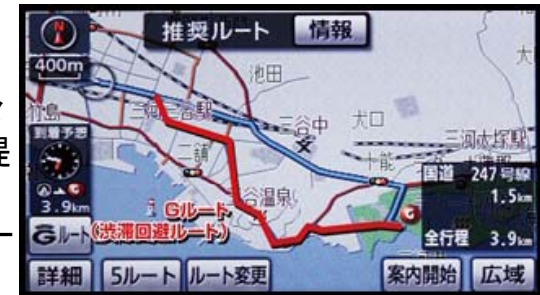 推奨ルート 情報
400m
池田
竹島
三河三谷駅
三谷中
犬口
三河大塚駅
到着予想
3.9km
谷温泉
十能
国道 247号線
1.5km
全行程 3.9km
Gルート
(渋滞回避ルート)
Gルート
詳細 5ルート ルート変更 案内開始 広域